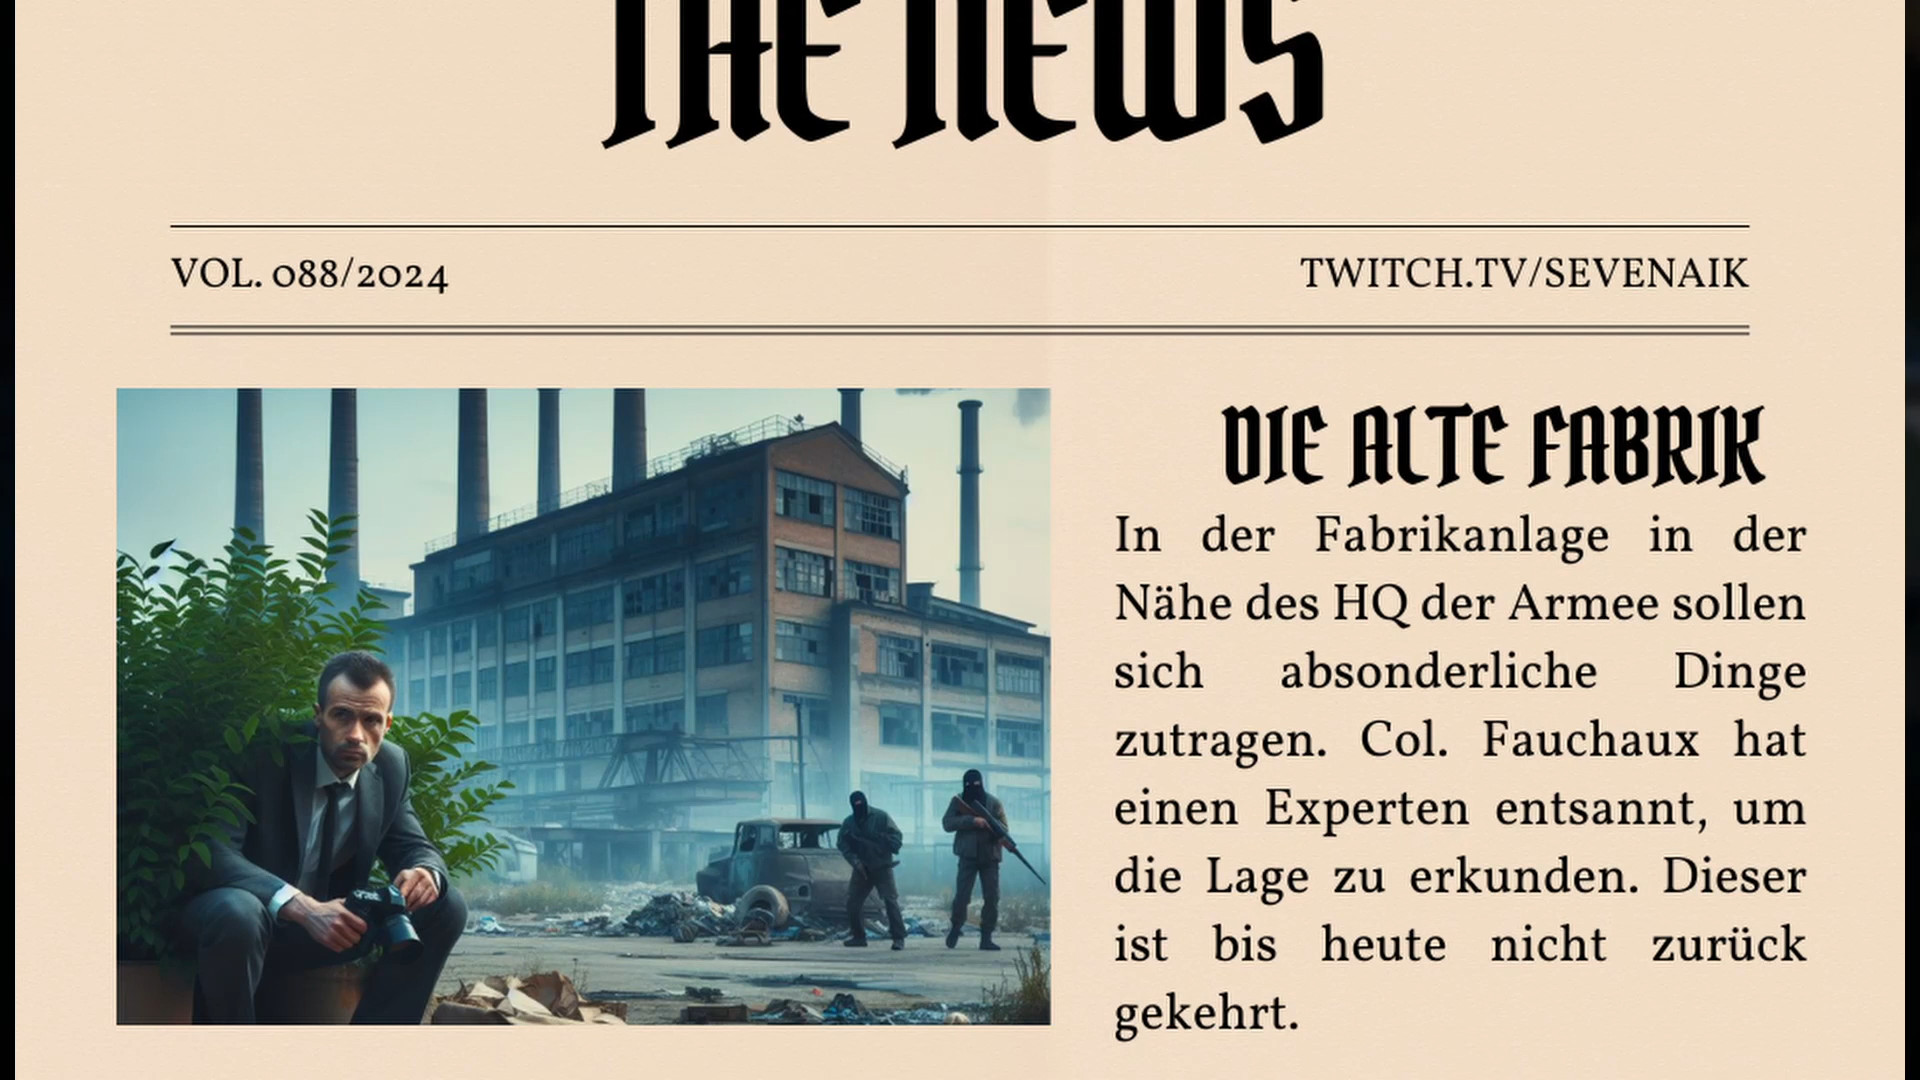 THE NEWS
VOL. 088/2024
TWITCH.TV/SEVENAIK
DIE ALTE FABRIK
In der Fabrikanlage in der
Nähe des HQ der Armee sollen
sich absonderliche Dinge
zutragen. Col. Fauchaux hat
einen Experten entsannt, um
die Lage zu erkunden. Dieser
ist bis heute nicht zurück
gekehrt.